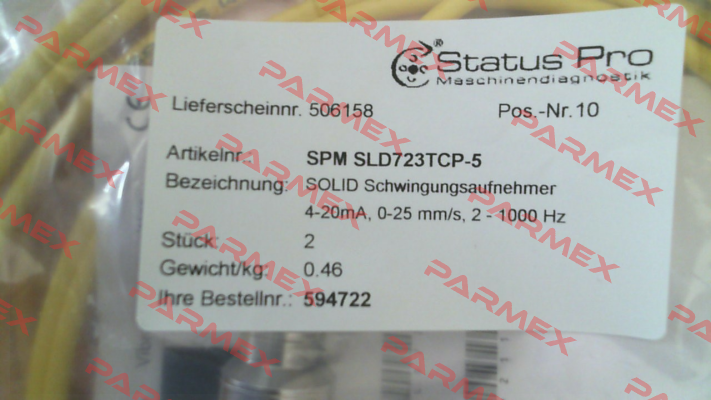 Status Pro
Maschinendiagnostik
Lieferscheinnr. 506158 Pos.-Nr.10
Artikelnr.: SPM SLD723TCP-5
Bezeichnung: SOLID Schwingungsaufnehmer
4-20mA, 0-25 mm/s, 2 - 1000 Hz
Stück: 2
Gewicht/kg: 0.46
Ihre Bestellnr.: 594722
PARMEX